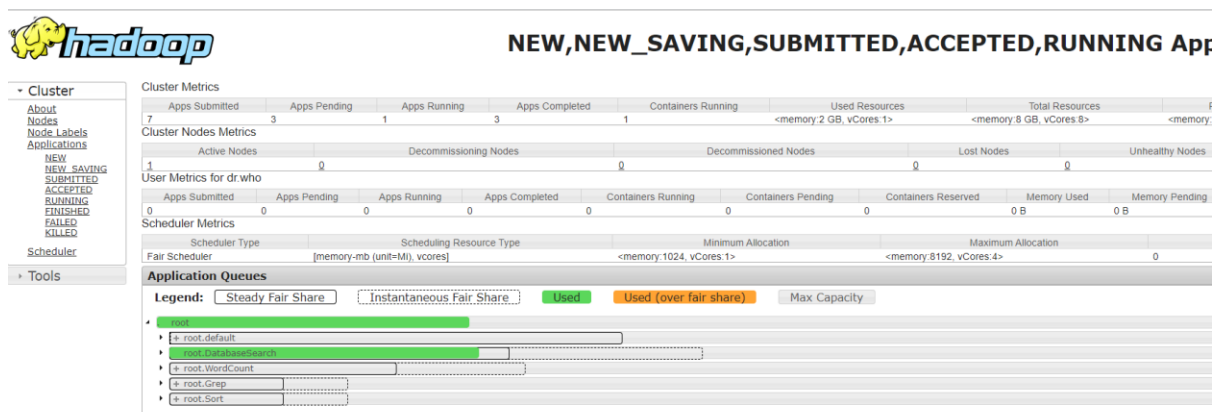 hadoop
NEW,NEW_SAVING,SUBMITTED,ACCEPTED,RUNNING App
Cluster
About
Nodes
Node Labels
Applications
NEW
NEW_SAVING
SUBMITTED
ACCEPTED
RUNNING
FINISHED
FAILED
KILLED
Scheduler
Tools
Cluster Metrics
Apps Submitted Apps Pending Apps Running Apps Completed Containers Running Used Resources Total Resources
7 3 1 3 1 <memory:2 GB, vCores:1> <memory:8 GB, vCores:8> <memory:
Cluster Nodes Metrics
Active Nodes Decommissioning Nodes Decommissioned Nodes Lost Nodes Unhealthy Nodes
1 0 0 0 0
User Metrics for dr.who
Apps Submitted Apps Pending Apps Running Apps Completed Containers Running Containers Pending Containers Reserved Memory Used Memory Pending
0 0 0 0 0 0 0 0 B 0 B
Scheduler Metrics
Scheduler Type Scheduling Resource Type Minimum Allocation Maximum Allocation
Fair Scheduler [memory-mb (unit=Mi), vcores] <memory:1024, vCores:1> <memory:8192, vCores:4> 0
Application Queues
Legend: Steady Fair Share Instantaneous Fair Share Used Used (over fair share) Max Capacity
root
+ root.default
root.DatabaseSearch
+ root.WordCount
+ root.Grep
+ root.Sort